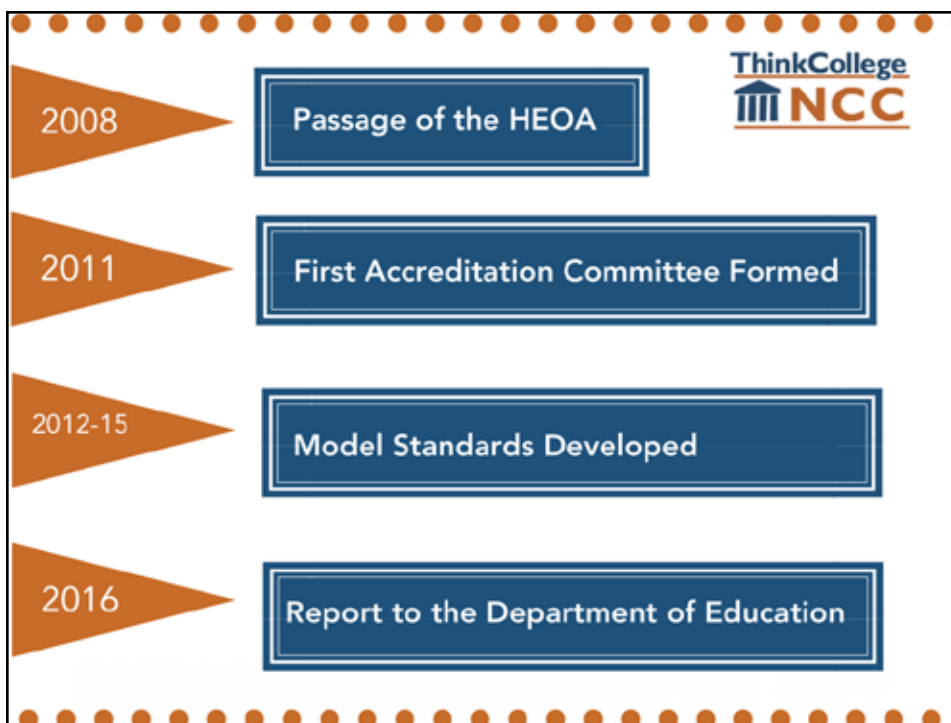 ThinkCollege
NCC
2008
Passage of the HEOA
2011
First Accreditation Committee Formed
2012-15
Model Standards Developed
2016
Report to the Department of Education